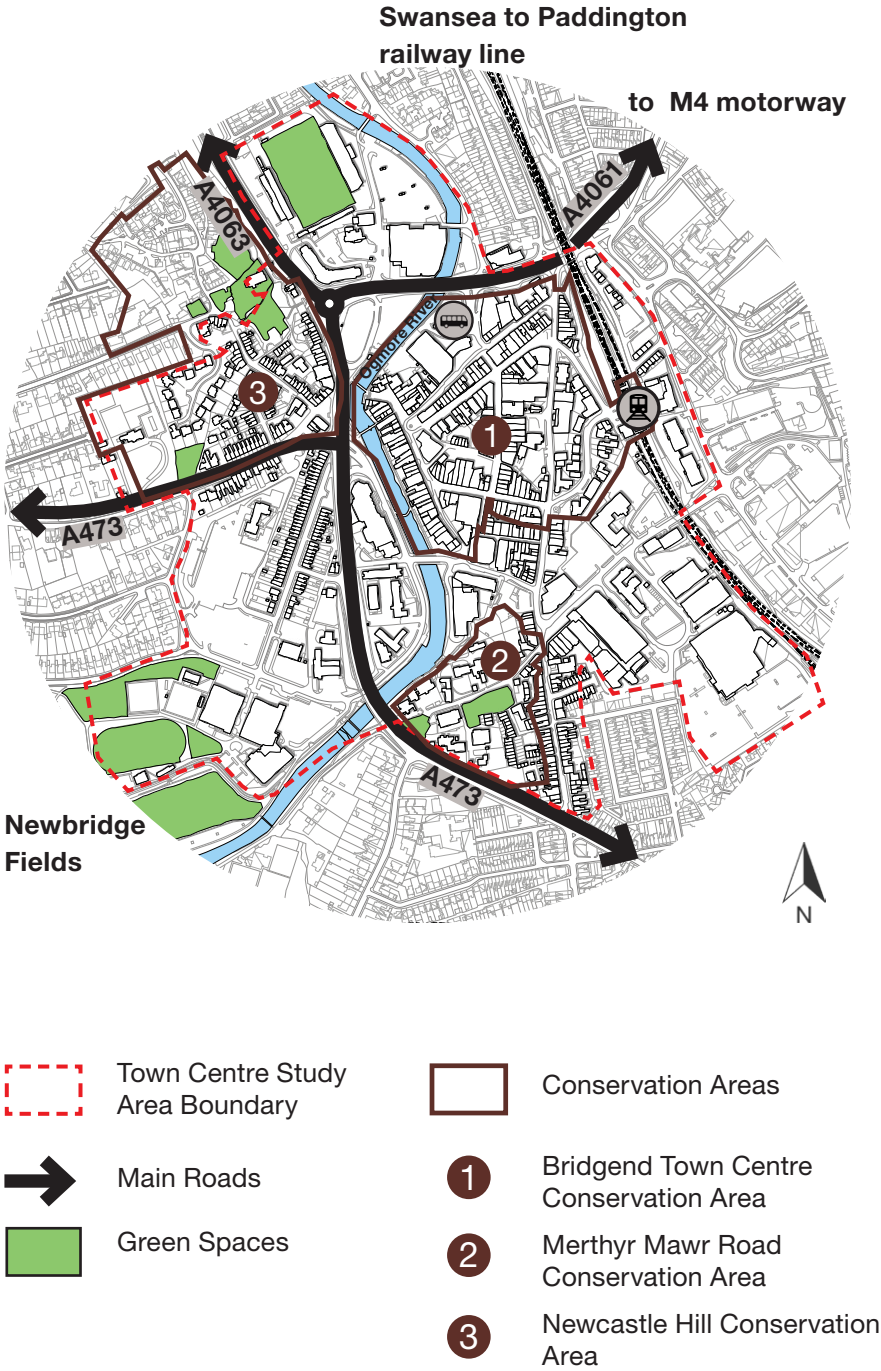 Swansea to Paddington
railway line
to M4 motorway
A4063
A4061
Ogmore River
3
1
A473
2
A473
Newbridge
Fields
N
Town Centre Study
Area Boundary
Conservation Areas
Main Roads
1
Bridgend Town Centre
Conservation Area
Green Spaces
2
Merthyr Mawr Road
Conservation Area
3
Newcastle Hill Conservation
Area